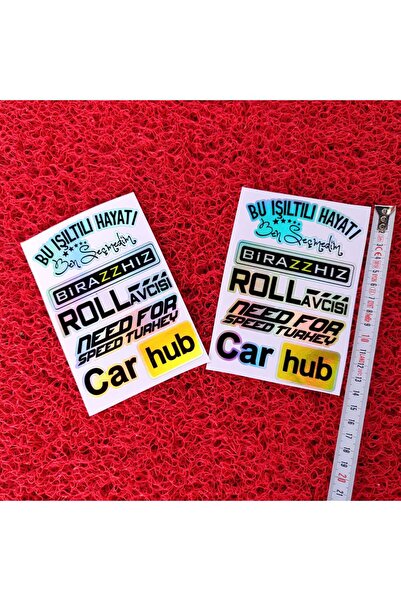 BU IŞILTILI HAYATI
Ben Seçmedim
BIRAZZHIZ
ROLL AVCISI
NEED FOR
SPEED TURKEY
Car hub
BU IŞILTILI HAYATI
Ben Seçmedim
BIRAZZHIZ
ROLL AVCISI
NEED FOR
SPEED TURKEY
Car hub